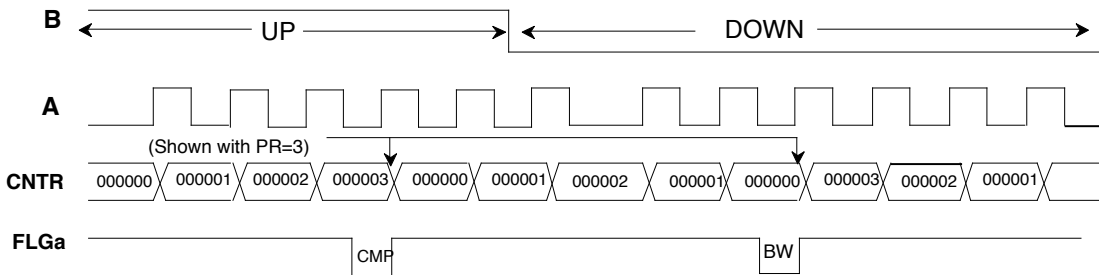 B
UP
DOWN
A
(Shown with PR=3)
CNTR 000000 000001 000002 000003 000000 000001 000002 000001 000000 000003 000002 000001
FLGa CMP BW